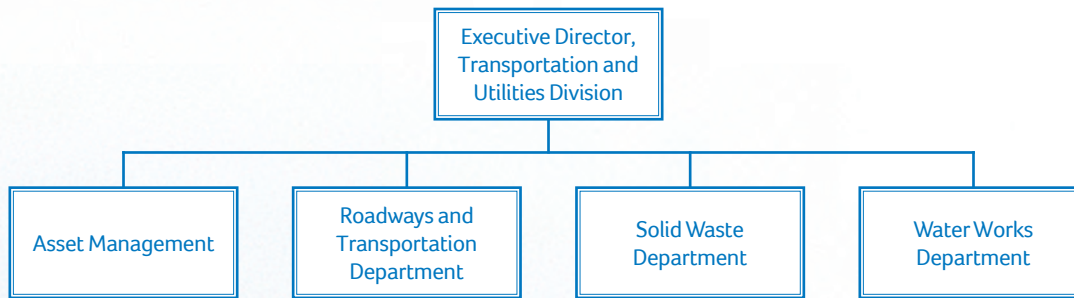 Executive Director,
Transportation and
Utilities Division
Asset Management
Roadways and
Transportation
Department
Solid Waste
Department
Water Works
Department